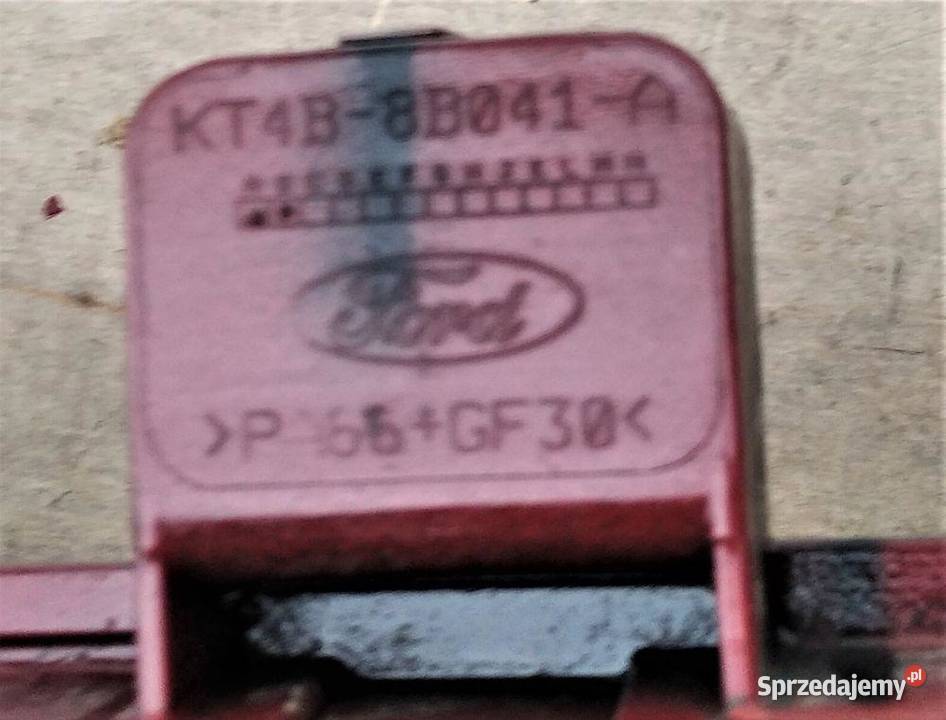 KT4B-8B041-A
Ford
>P 66+GF30<
Sprzedajemy.pl